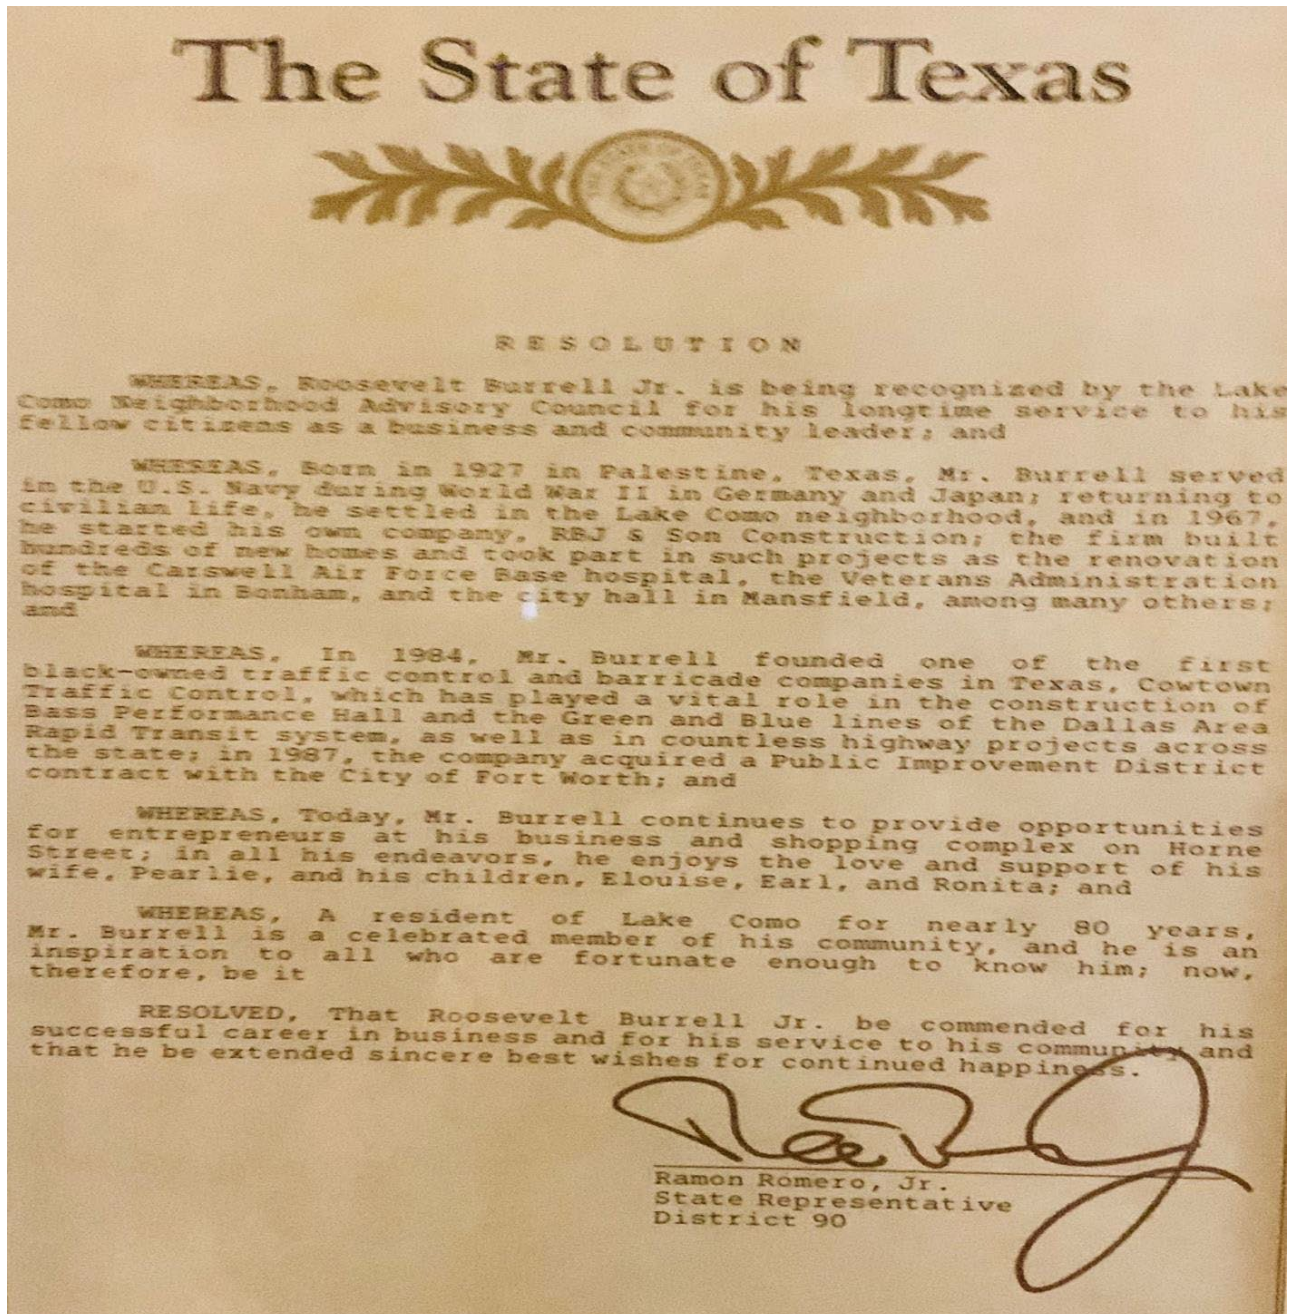 The State of Texas
THE STATE OF TEXAS
RESOLUTION
WHEREAS, Roosevelt Burrell Jr. is being recognized by the Lake
Como Neighborhood Advisory Council for his longtime service to his
fellow citizens as a business and community leader; and
WHEREAS, Born in 1927 in Palestine, Texas, Mr. Burrell served
in the U.S. Navy during World War II in Germany and Japan; returning to
civilian life, he settled in the Lake Como neighborhood, and in 1967,
he started his own company, RBJ & Son Construction; the firm built
hundreds of new homes and took part in such projects as the renovation
of the Carswell Air Force Base hospital, the Veterans Administration
hospital in Bonham, and the city hall in Mansfield, among many others;
and
WHEREAS, In 1984, Mr. Burrell founded one of the first
black-owned traffic control and barricade companies in Texas, Cowtown
Traffic Control, which has played a vital role in the construction of
Bass Performance Hall and the Green and Blue lines of the Dallas Area
Rapid Transit system, as well as in countless highway projects across
the state; in 1987, the company acquired a Public Improvement District
contract with the City of Fort Worth; and
WHEREAS, Today, Mr. Burrell continues to provide opportunities
for entrepreneurs at his business and shopping complex on Horne
Street; in all his endeavors, he enjoys the love and support of his
wife, Pearlie, and his children, Elouise, Earl, and Ronita; and
WHEREAS, A resident of Lake Como for nearly 80 years,
Mr. Burrell is a celebrated member of his community, and he is an
inspiration to all who are fortunate enough to know him; now,
therefore, be it
RESOLVED, That Roosevelt Burrell Jr. be commended for his
successful career in business and for his service to his community and
that he be extended sincere best wishes for continued happiness.
Ramon Romero, Jr.
State Representative
District 90